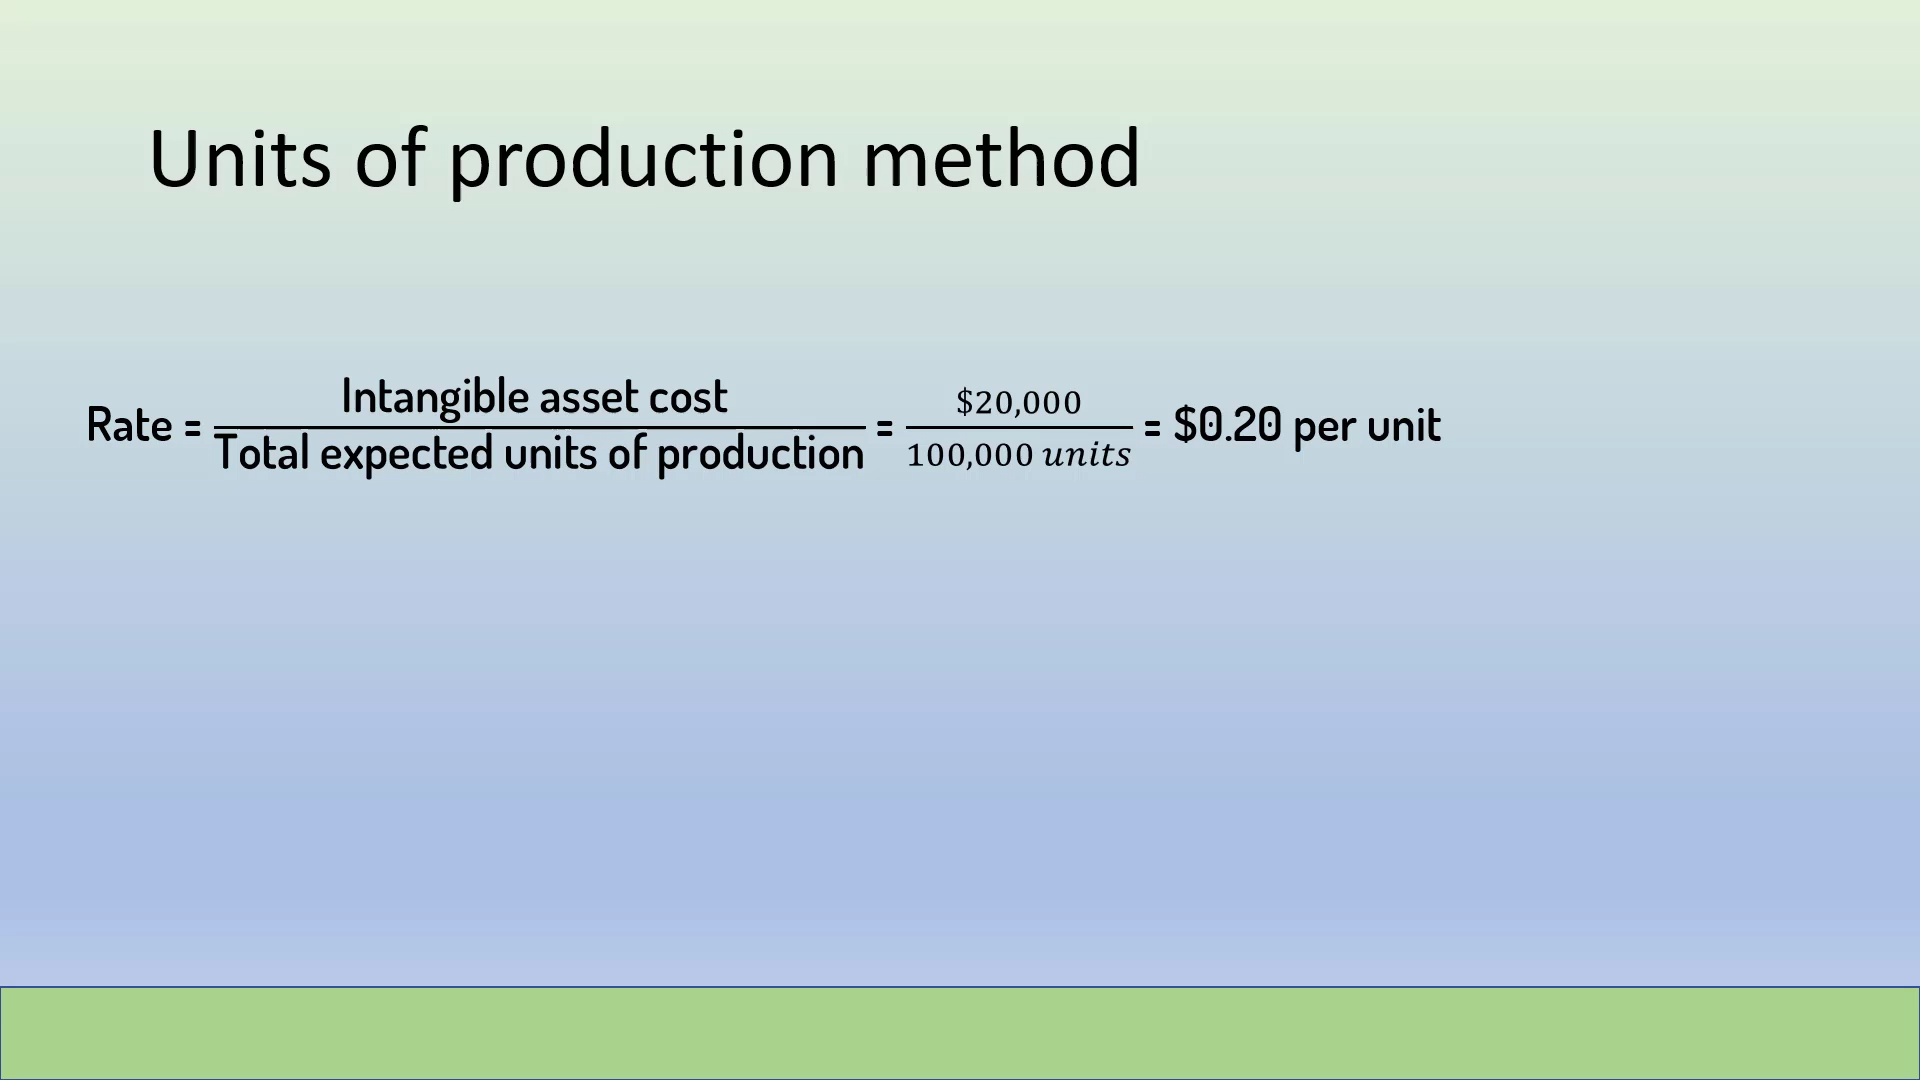 Units of production method
Rate = Intangible asset cost / Total expected units of production = $20,000 / 100,000 units = $0.20 per unit